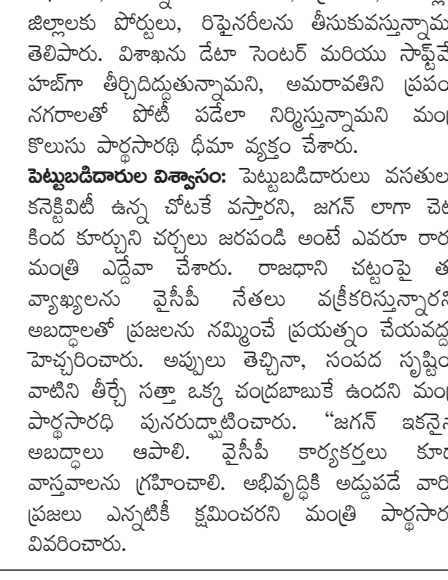 జిల్లాలకు పోర్టులు, రిఫైనరీలను తీసుకువస్తున్నామ
తెలిపారు. విశాఖను డేటా సెంటర్ మరియు సాఫ్ట్‌వే
హబ్‌గా తీర్చిదిద్దుతున్నామని, అమరావతిని ప్రపం
నగరాలతో పోటీ పడేలా నిర్మిస్తున్నామని మం
కొలుసు పార్థసారథి ధీమా వ్యక్తం చేశారు.
పెట్టుబడిదారుల విశ్వాసం: పెట్టుబడిదారులు వసతుల
కనెక్టివిటీ ఉన్న చోటకే వస్తారని, జగన్ లాగా చె
కింద కూర్చుని చర్చలు జరపండి అంటే ఎవరూ రార
మంత్రి ఎద్దేవా చేశారు. రాజధాని చట్టంపై త
వ్యాఖ్యలను వైసీపీ నేతలు వక్రీకరిస్తున్నారని
అబద్ధాలతో ప్రజలను నమ్మించే ప్రయత్నం చేయవద్ద
హెచ్చరించారు. అప్పులు తెచ్చినా, సంపద సృష్టిం
వాటిని తీర్చే సత్తా ఒక్క చంద్రబాబుకే ఉందని మం
పార్థసారధి పునరుద్ఘాటించారు. “జగన్ ఇకనై
అబద్ధాలు ఆపాలి. వైసీపీ కార్యకర్తలు కూడ
వాస్తవాలను గ్రహించాలి. అభివృద్ధికి అడ్డుపడే వారి
ప్రజలు ఎన్నటికీ క్షమించరని మంత్రి పార్థసార
వివరించారు.